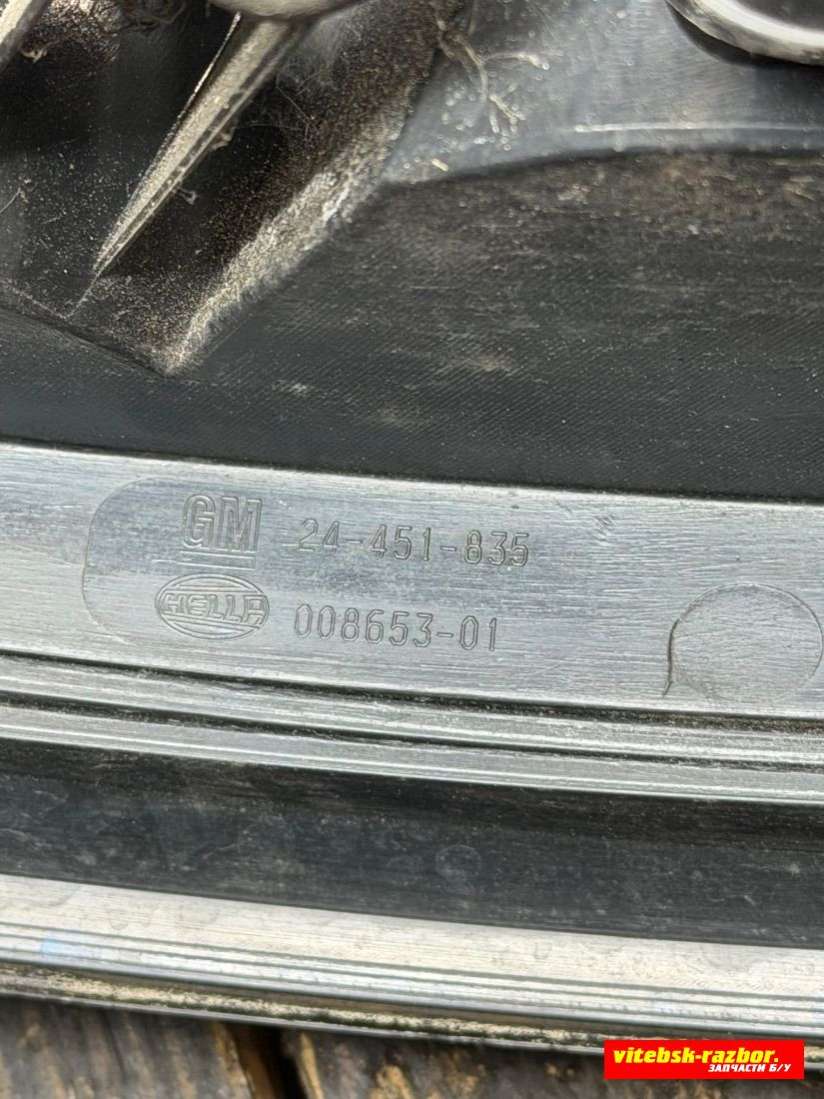 GM 24-451-835
HELLA 008653-01
vitebsk-razbor.
ЗАПЧАСТИ Б/У